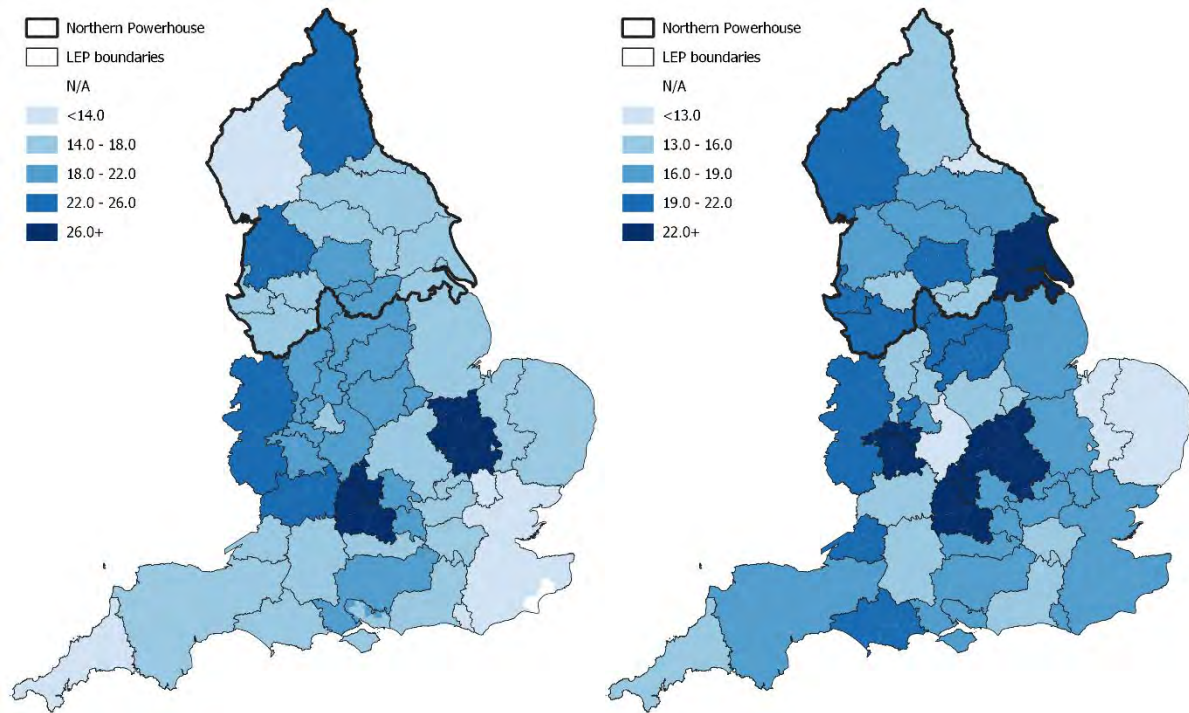 Northern Powerhouse
LEP boundaries
N/A
<14.0
14.0 - 18.0
18.0 - 22.0
22.0 - 26.0
26.0+
Northern Powerhouse
LEP boundaries
N/A
<13.0
13.0 - 16.0
16.0 - 19.0
19.0 - 22.0
22.0+